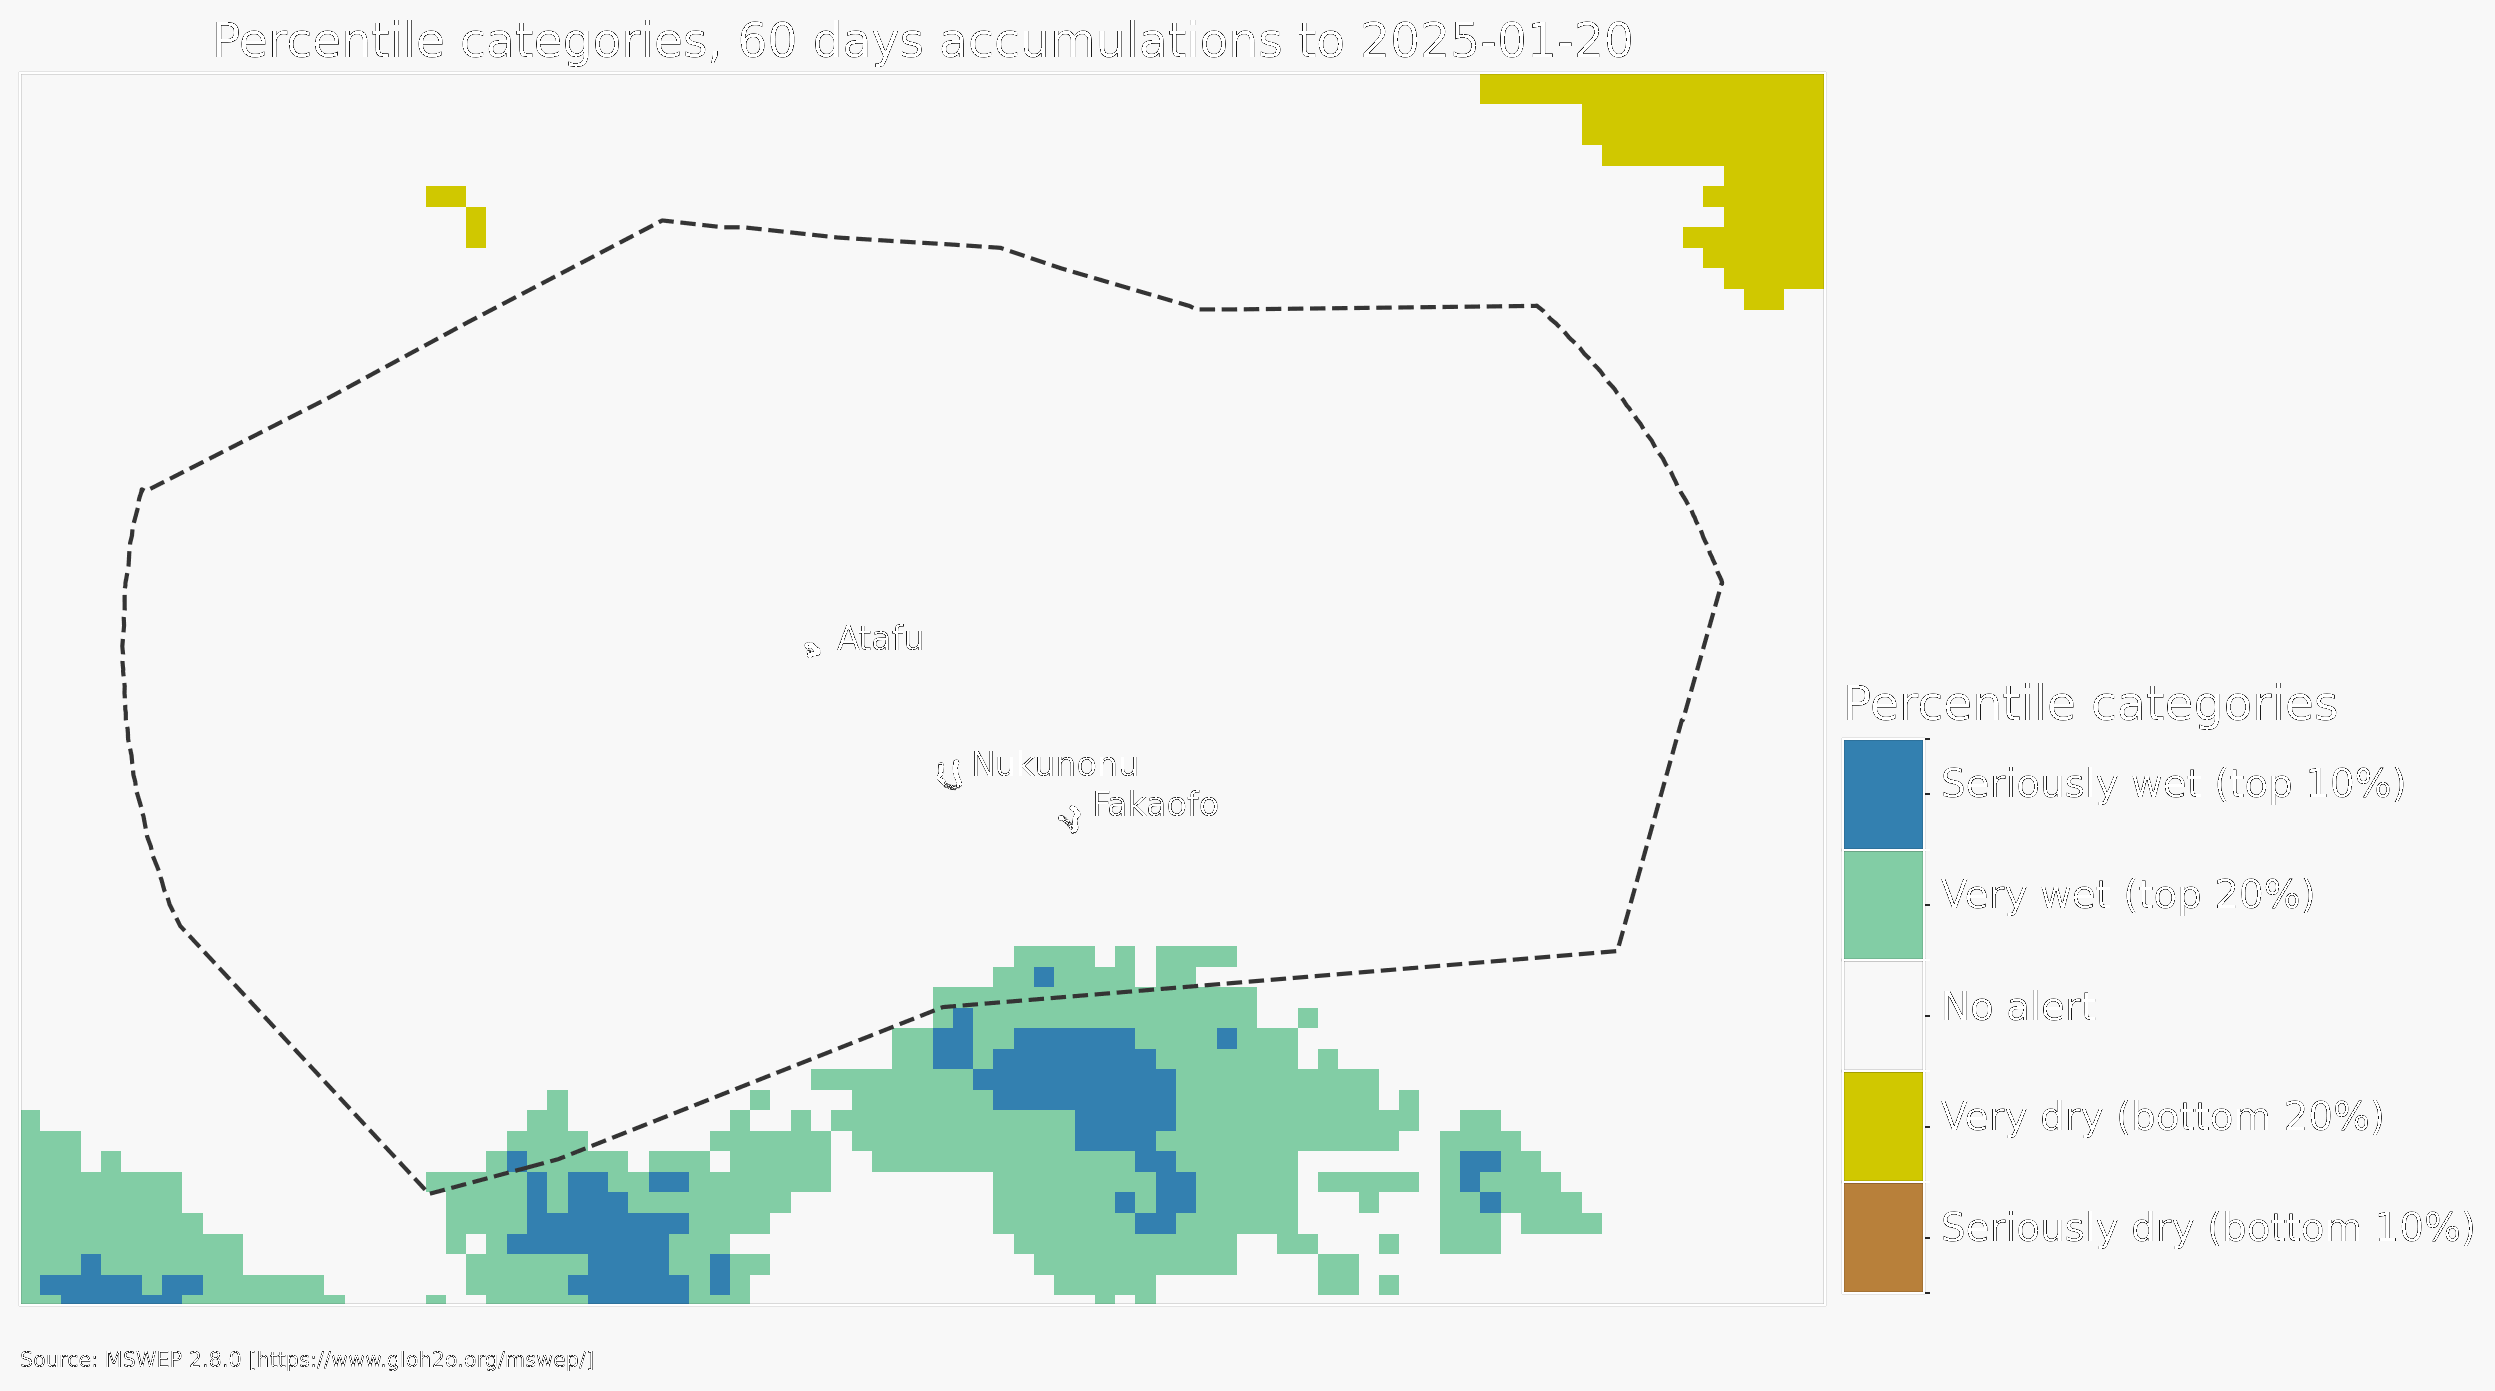 Percentile categories, 60 days accumulations to 2025-01-20
Atafu
Nukunonu
Fakaofo
Percentile categories
Seriously wet (top 10%)
Very wet (top 20%)
No alert
Very dry (bottom 20%)
Seriously dry (bottom 10%)
Source: MSWEP 2.8.0 [https://www.gloh2o.org/mswep/]